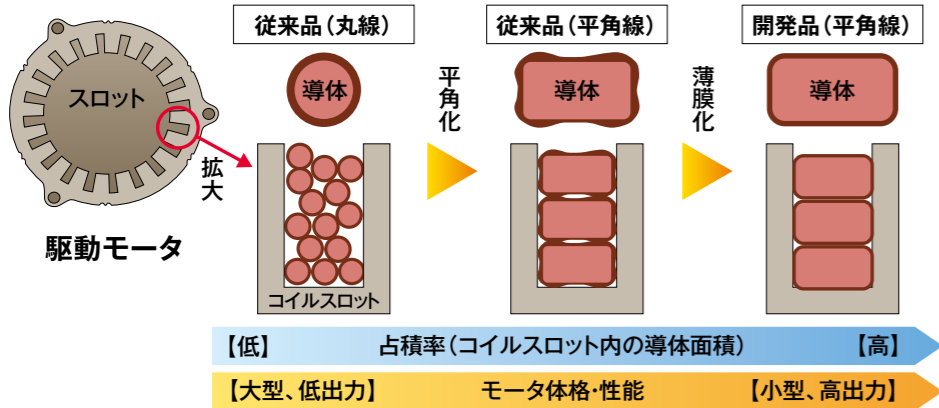 従来品(丸線)
従来品(平角線)
開発品(平角線)
スロット
導体
平角化
導体
薄膜化
導体
拡大
駆動モータ
コイルスロット
【低】 占積率(コイルスロット内の導体面積) 【高】
【大型、低出力】 モータ体格・性能 【小型、高出力】